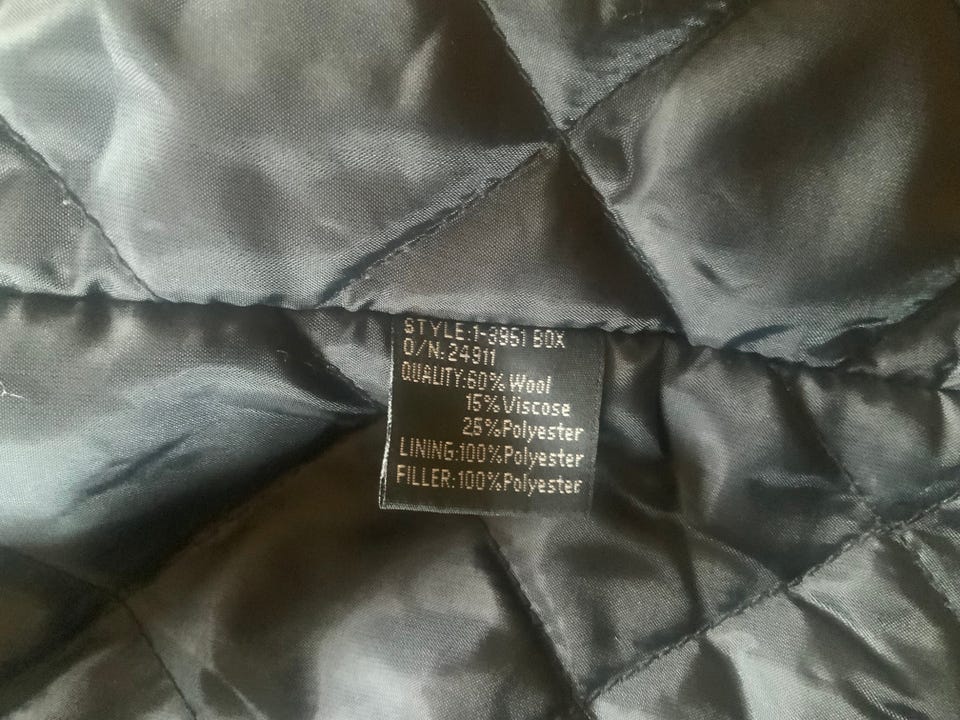 STYLE:1-3951 BOX
O/N:24911
QUALITY:60%Wool
15%Viscose
25%Polyester
LINING:100%Polyester
FILLER:100%Polyester